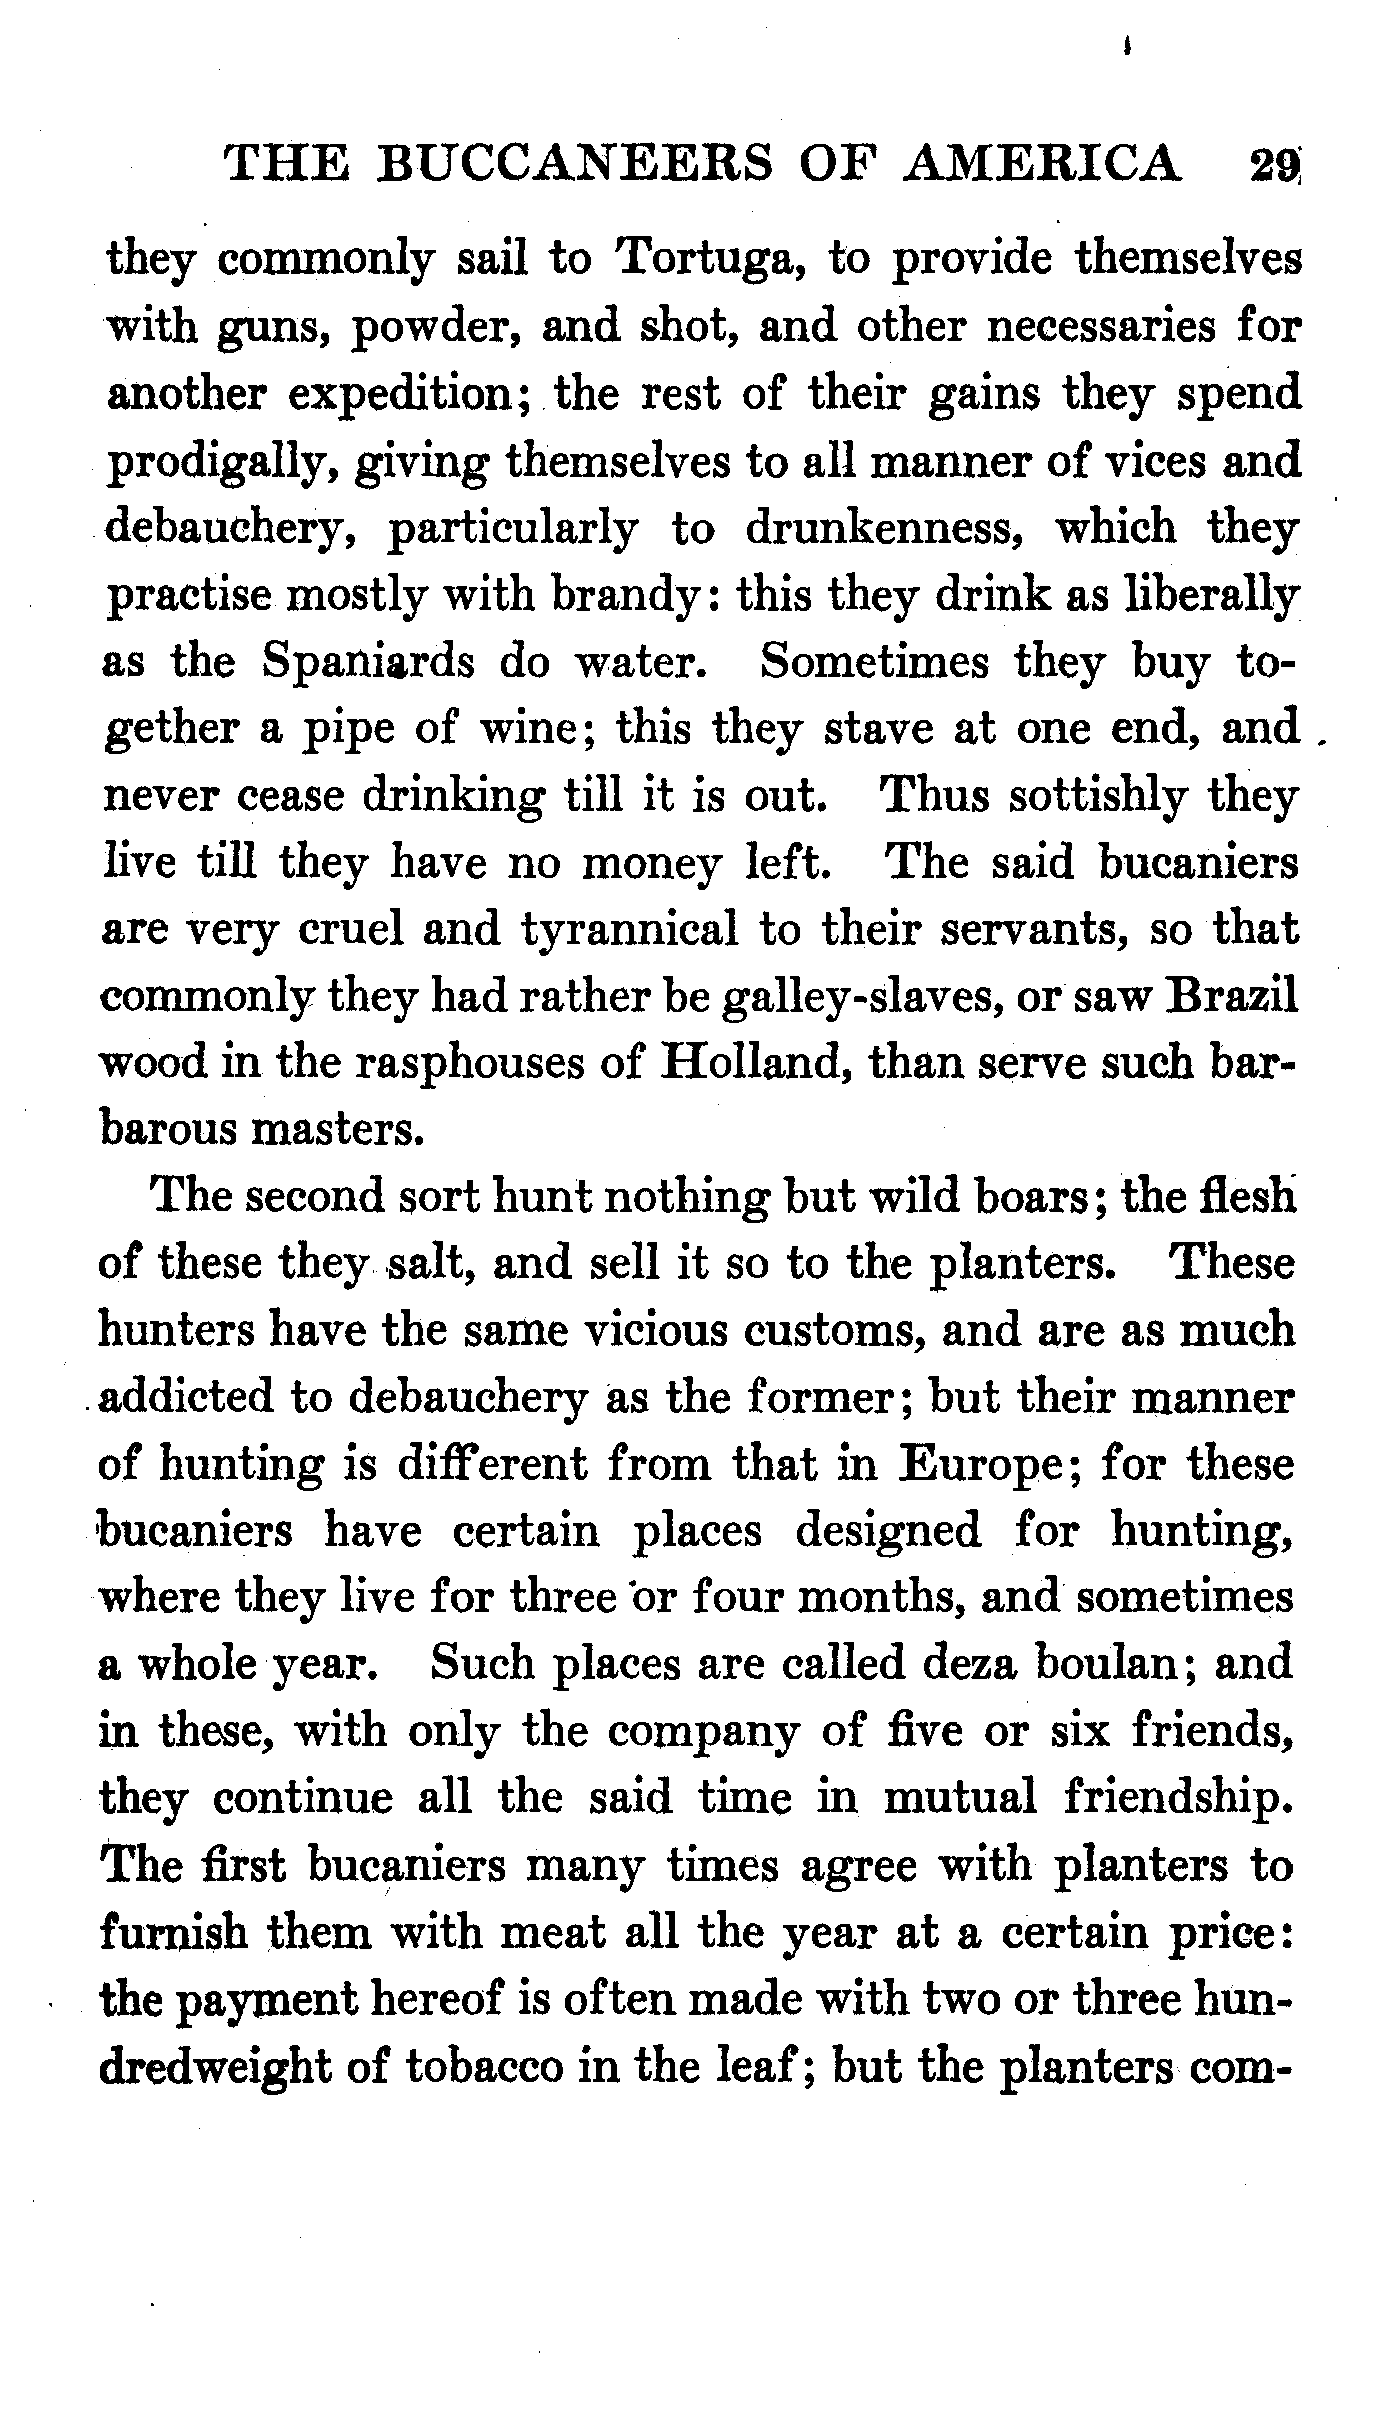 THE BUCCANEERS OF AMERICA 29
they commonly sail to Tortuga, to provide themselves
with guns, powder, and shot, and other necessaries for
another expedition; the rest of their gains they spend
prodigally, giving themselves to all manner of vices and
debauchery, particularly to drunkenness, which they
practise mostly with brandy: this they drink as liberally
as the Spaniards do water. Sometimes they buy to-
gether a pipe of wine; this they stave at one end, and
never cease drinking till it is out. Thus sottishly they
live till they have no money left. The said bucaniers
are very cruel and tyrannical to their servants, so that
commonly they had rather be galley-slaves, or saw Brazil
wood in the rasphouses of Holland, than serve such bar-
barous masters.
The second sort hunt nothing but wild boars; the flesh
of these they salt, and sell it so to the planters. These
hunters have the same vicious customs, and are as much
addicted to debauchery as the former; but their manner
of hunting is different from that in Europe; for these
bucaniers have certain places designed for hunting,
where they live for three or four months, and sometimes
a whole year. Such places are called deza boulan; and
in these, with only the company of five or six friends,
they continue all the said time in mutual friendship.
The first bucaniers many times agree with planters to
furnish them with meat all the year at a certain price:
the payment hereof is often made with two or three hun-
dredweight of tobacco in the leaf; but the planters com-